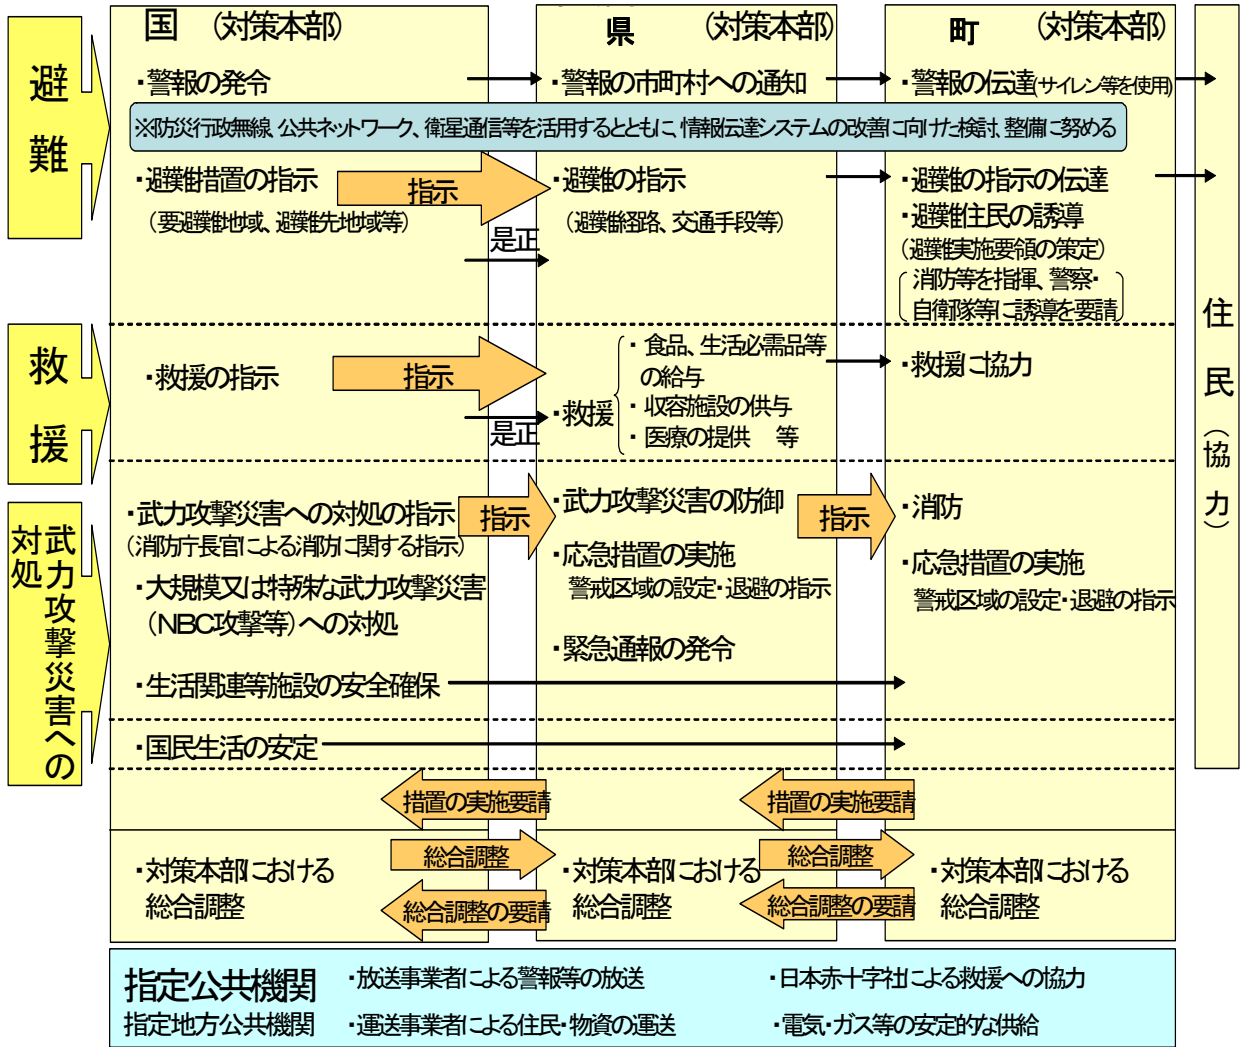 国 (対策本部)
県 (対策本部)
町 (対策本部)
避難
・警報の発令
・警報の市町村への通知
・警報の伝達(サイレン等を使用)
※防災行政無線、公共ネットワーク、衛星通信等を活用するとともに、情報伝達システムの改善に向けた検討、整備に努める
・避難措置の指示
(要避難地域、避難先地域等)
指示
是正
・避難の指示
(避難経路、交通手段等)
・避難の指示の伝達
・避難住民の誘導
(避難実施要領の策定)
消防等を指揮、警察・
自衛隊等に誘導を要請
住民(協力)
救援
・救援の指示
指示
是正
・救援
・食品、生活必需品等
の給与
・収容施設の供与
・医療の提供 等
・救援に協力
武力攻撃災害への
対処
・武力攻撃災害への対処の指示
(消防庁長官による消防に関する指示)
・大規模又は特殊な武力攻撃災害
(NBC攻撃等)への対処
指示
・武力攻撃災害の防御
・応急措置の実施
警戒区域の設定・退避の指示
・緊急通報の発令
指示
・消防
・応急措置の実施
警戒区域の設定・退避の指示
・生活関連等施設の安全確保
・国民生活の安定
措置の実施要請
措置の実施要請
・対策本部における
総合調整
総合調整
総合調整の要請
・対策本部における
総合調整
総合調整
総合調整の要請
・対策本部における
総合調整
指定公共機関
指定地方公共機関
・放送事業者による警報等の放送
・日本赤十字社による救援への協力
・運送事業者による住民・物資の運送
・電気・ガス等の安定的な供給